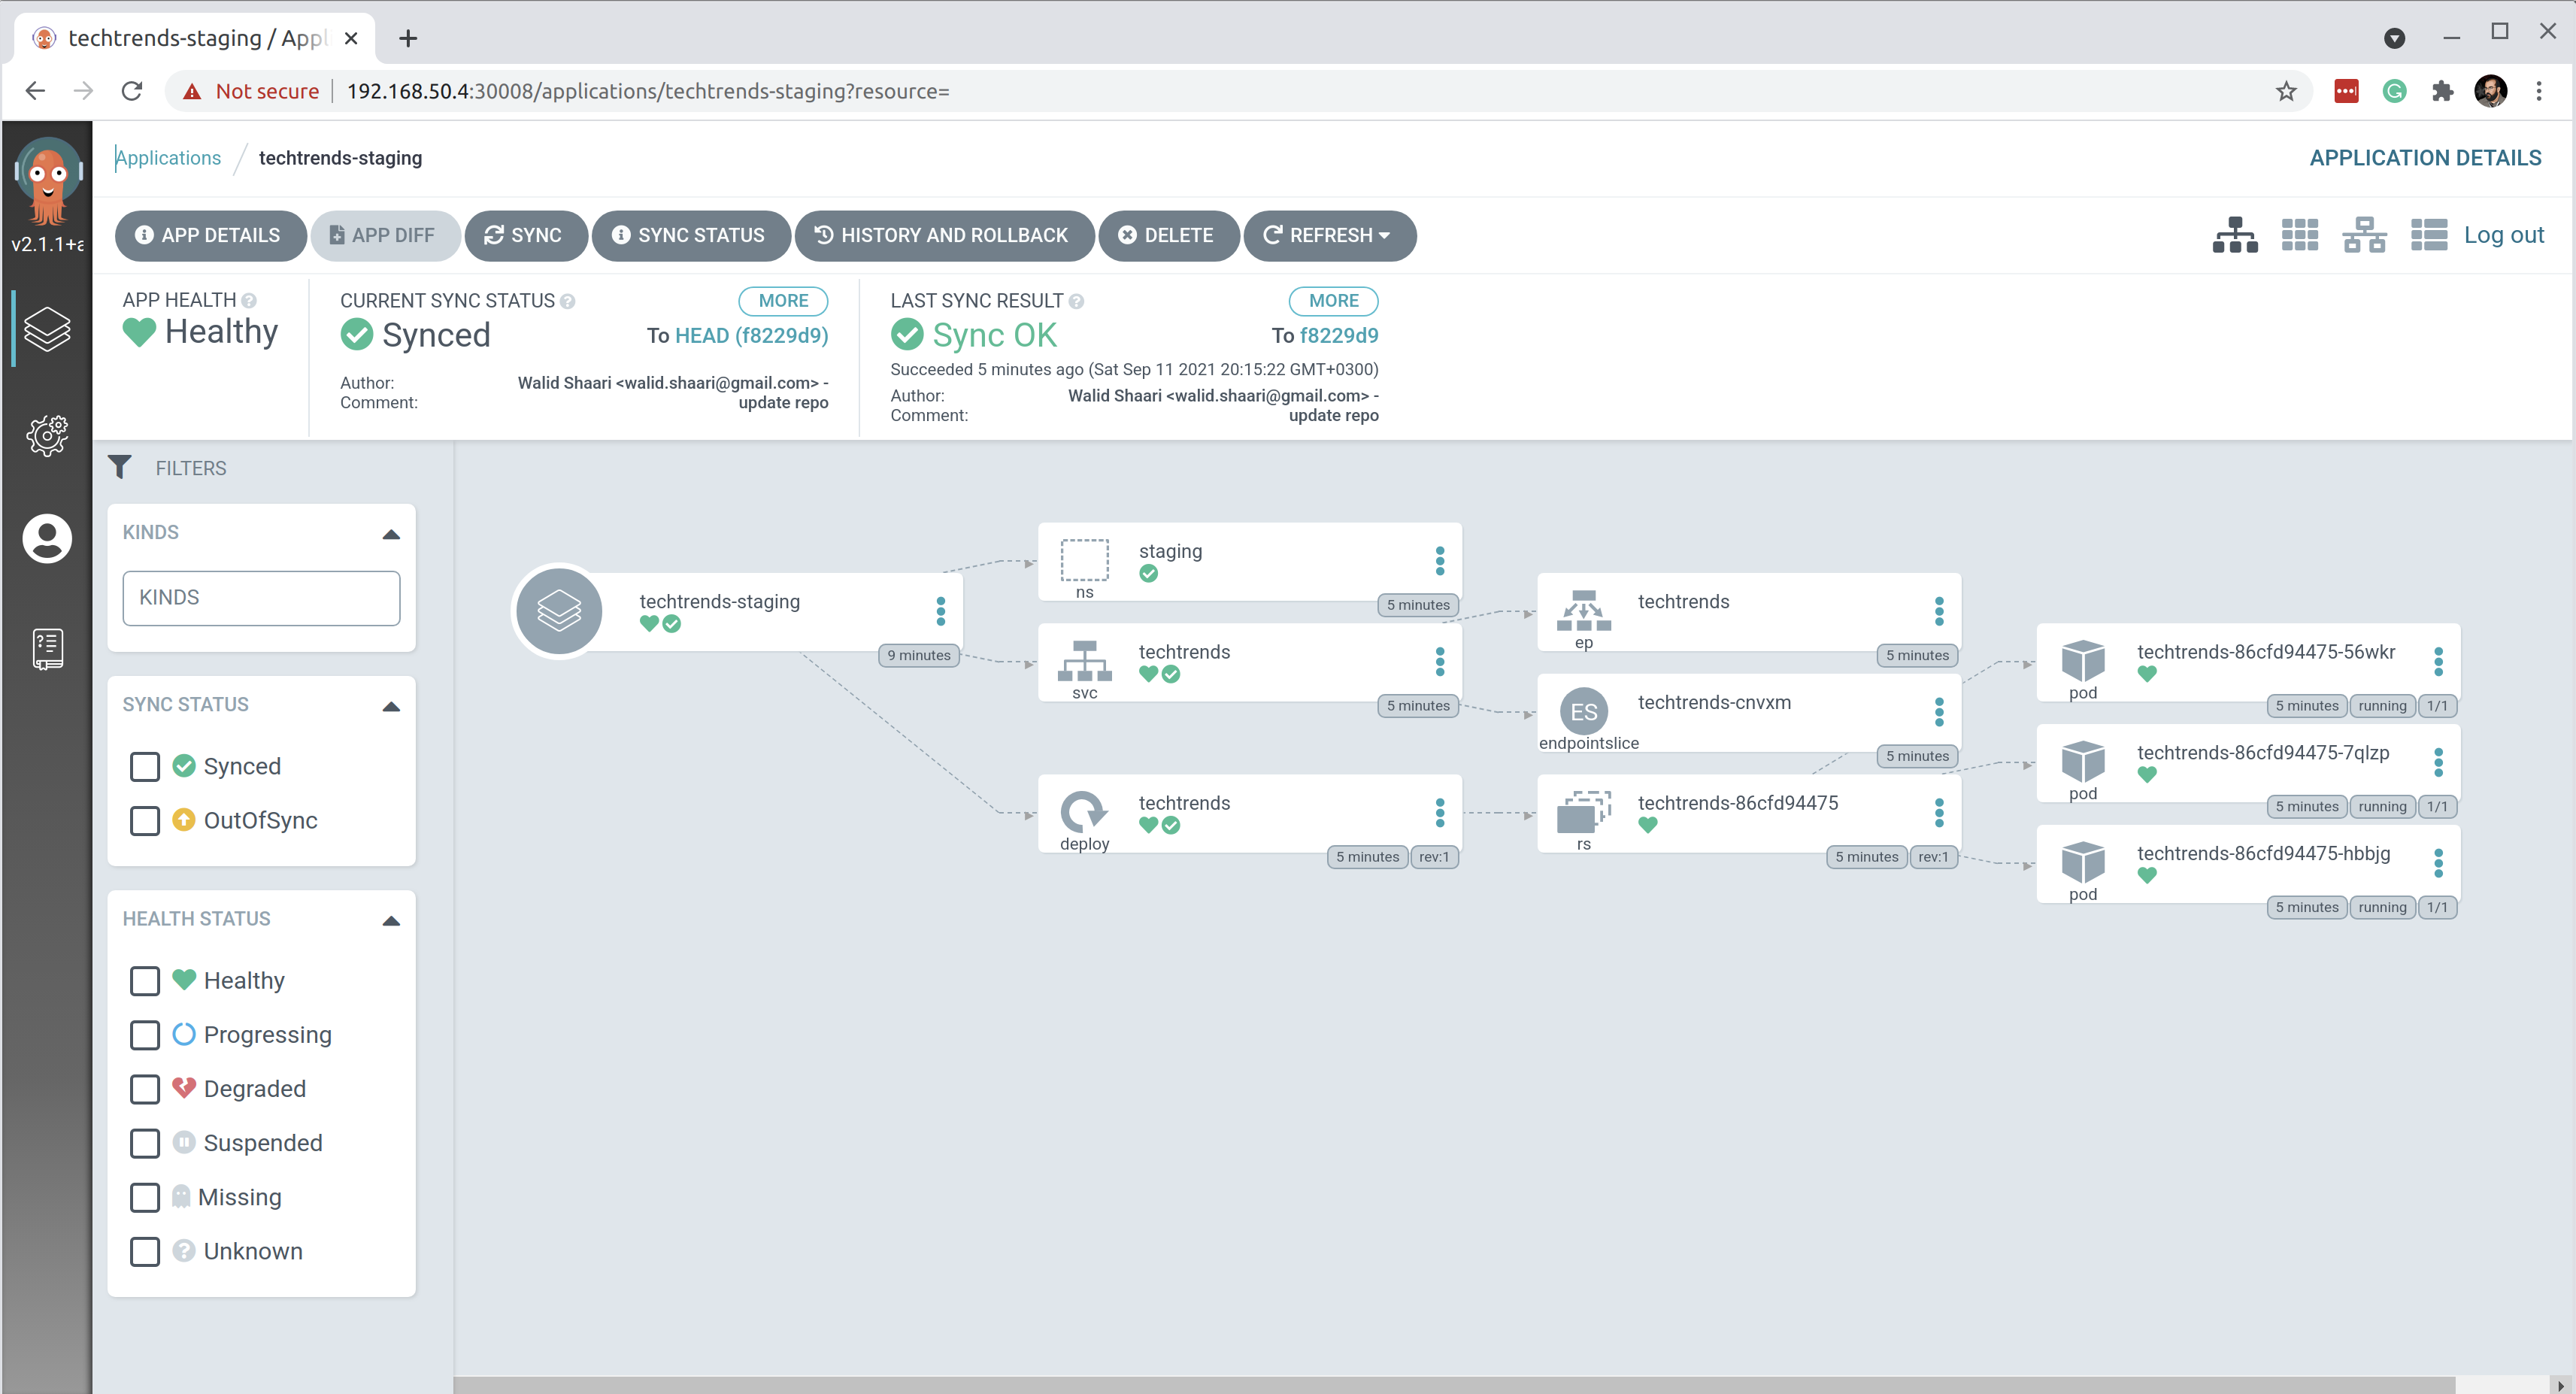 techtrends-staging / Appl
Not secure 192.168.50.4:30008/applications/techtrends-staging?resource=
v2.1.1+a
Applications / techtrends-staging
APPLICATION DETAILS
APP DETAILS APP DIFF SYNC SYNC STATUS HISTORY AND ROLLBACK DELETE REFRESH Log out
APP HEALTH
Healthy
CURRENT SYNC STATUS MORE
Synced To HEAD (f8229d9)
Author: Walid Shaari <walid.shaari@gmail.com> -
Comment: update repo
LAST SYNC RESULT MORE
Sync OK To f8229d9
Succeeded 5 minutes ago (Sat Sep 11 2021 20:15:22 GMT+0300)
Author: Walid Shaari <walid.shaari@gmail.com> -
Comment: update repo
FILTERS
KINDS
KINDS
SYNC STATUS
Synced
OutOfSync
HEALTH STATUS
Healthy
Progressing
Degraded
Suspended
Missing
Unknown
techtrends-staging
9 minutes
staging
ns
5 minutes
techtrends
svc
5 minutes
techtrends
deploy
5 minutes rev:1
techtrends
ep
5 minutes
ES techtrends-cnvxm
endpointslice
5 minutes
techtrends-86cfd94475
rs
5 minutes rev:1
techtrends-86cfd94475-56wkr
pod
5 minutes running 1/1
techtrends-86cfd94475-7qlzp
pod
5 minutes running 1/1
techtrends-86cfd94475-hbbjg
pod
5 minutes running 1/1